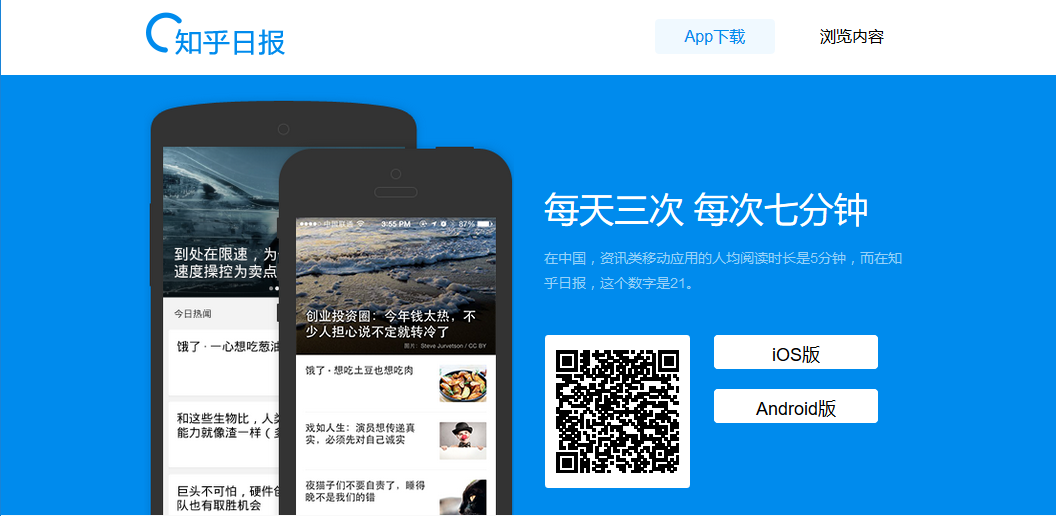 知乎日报
App下载
浏览内容
到处在限速，为
速度操控为卖点
今日热闻
饿了 · 一心想吃葱油
和这些生物比，人类
能力就像渣一样（多
巨头不可怕，硬件创
队也有取胜机会
中国联通
3:55 PM
87%
创业投资圈：今年钱太热，不
少人担心说不定就转冷了
图片：Steve Jurvetson / CC BY
饿了 · 想吃土豆也想吃肉
戏如人生：演员想传递真
实，必须先对自己诚实
夜猫子们不要自责了，睡得
晚不是我们的错
每天三次 每次七分钟
在中国，资讯类移动应用的人均阅读时长是5分钟，而在知
乎日报，这个数字是21。
iOS版
Android版